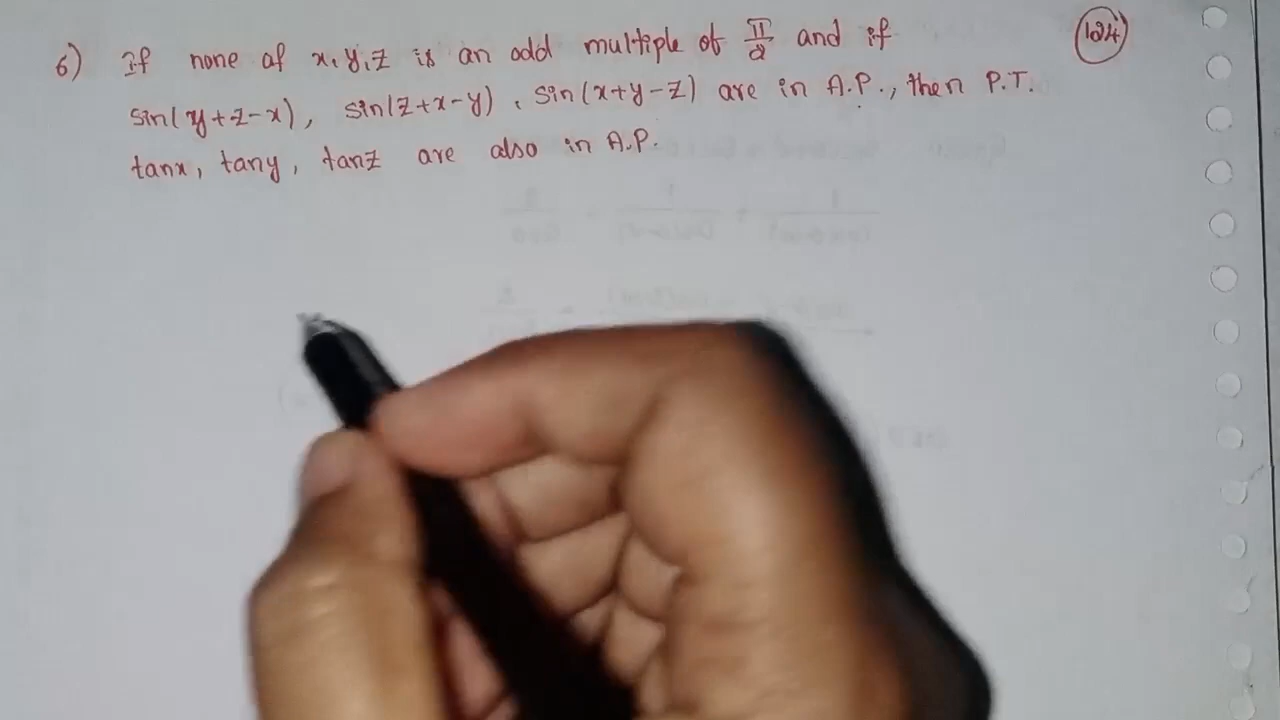 6) If none of x, y, z is an odd multiple of π/2 and if
(124)
sin(y+z-x), sin(z+x-y), sin(x+y-z) are in A.P., then P.T.
tanx, tany, tanz are also in A.P.